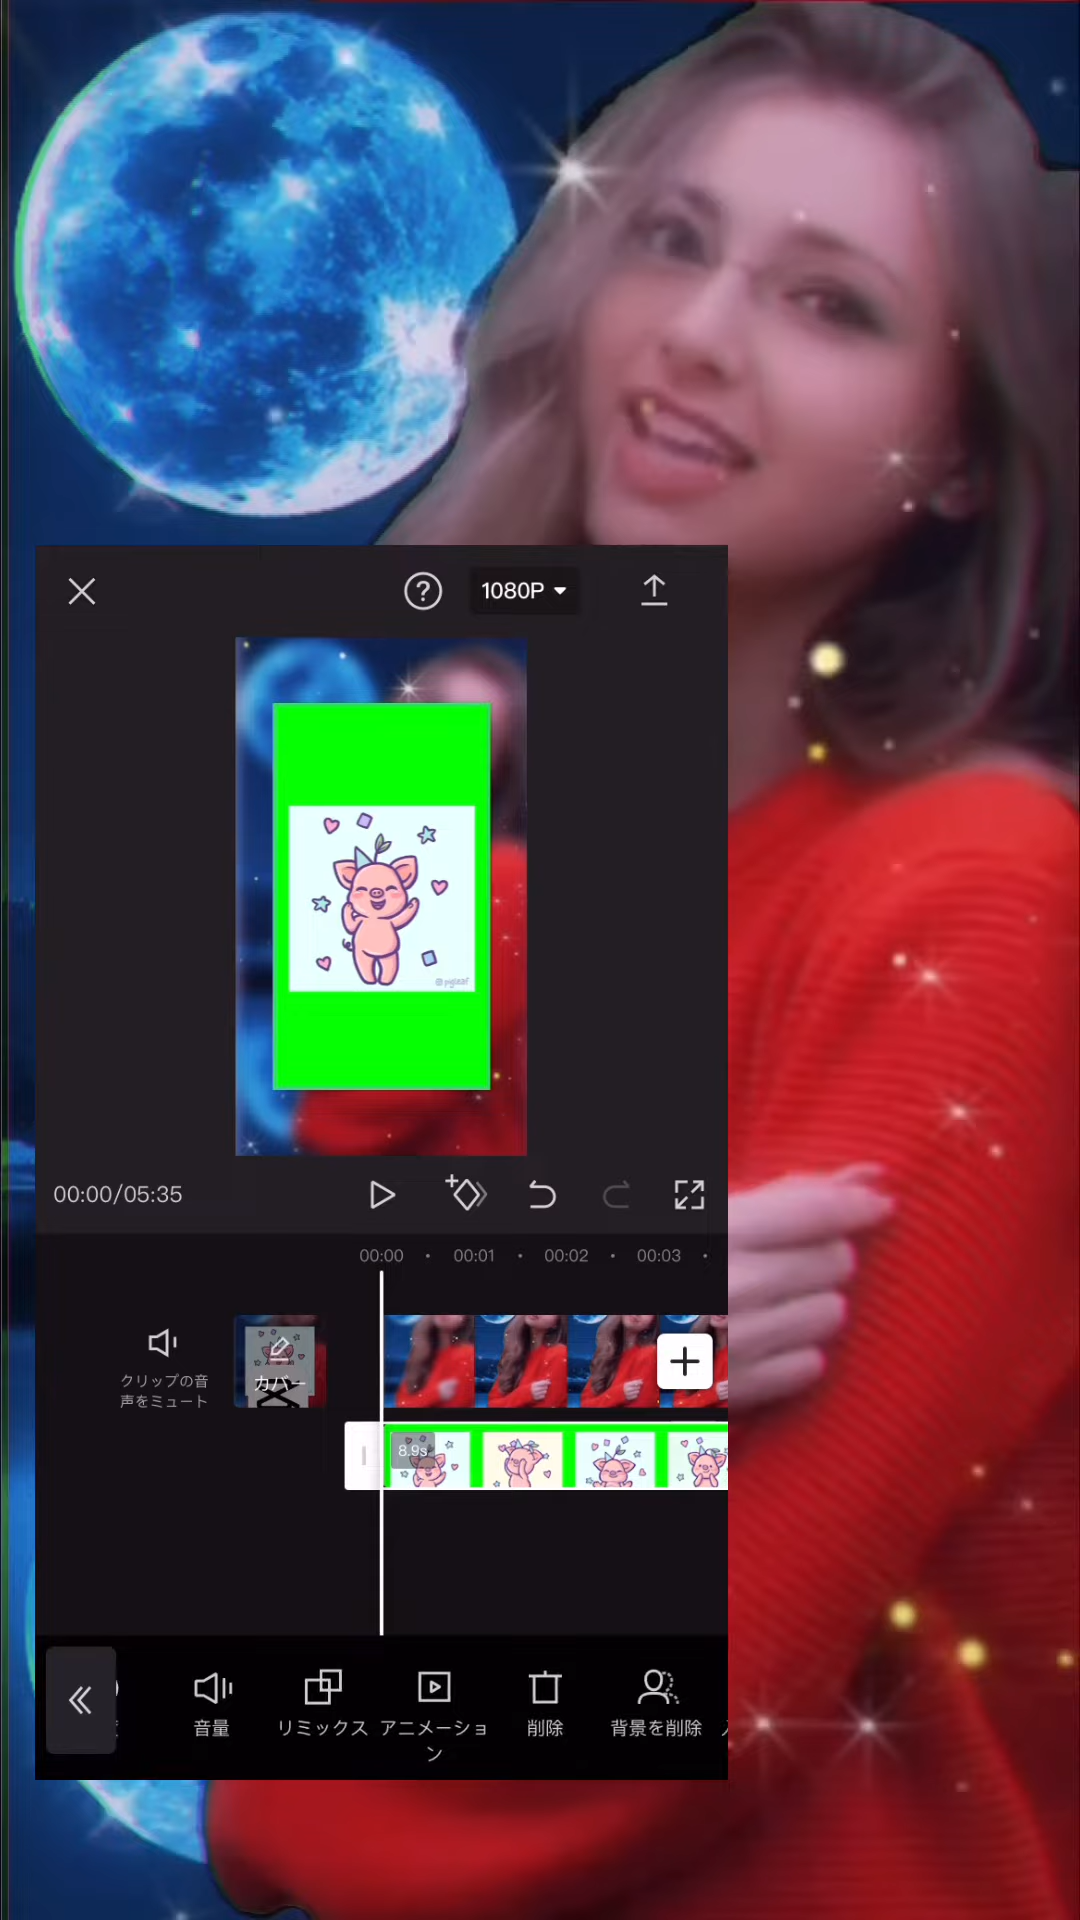 1080P
@pigleaf
00:00/05:35
00:00
00:01
00:02
00:03
クリップの音
声をミュート
カバー
8.9s
音量
リミックス
アニメーショ
ン
削除
背景を削除